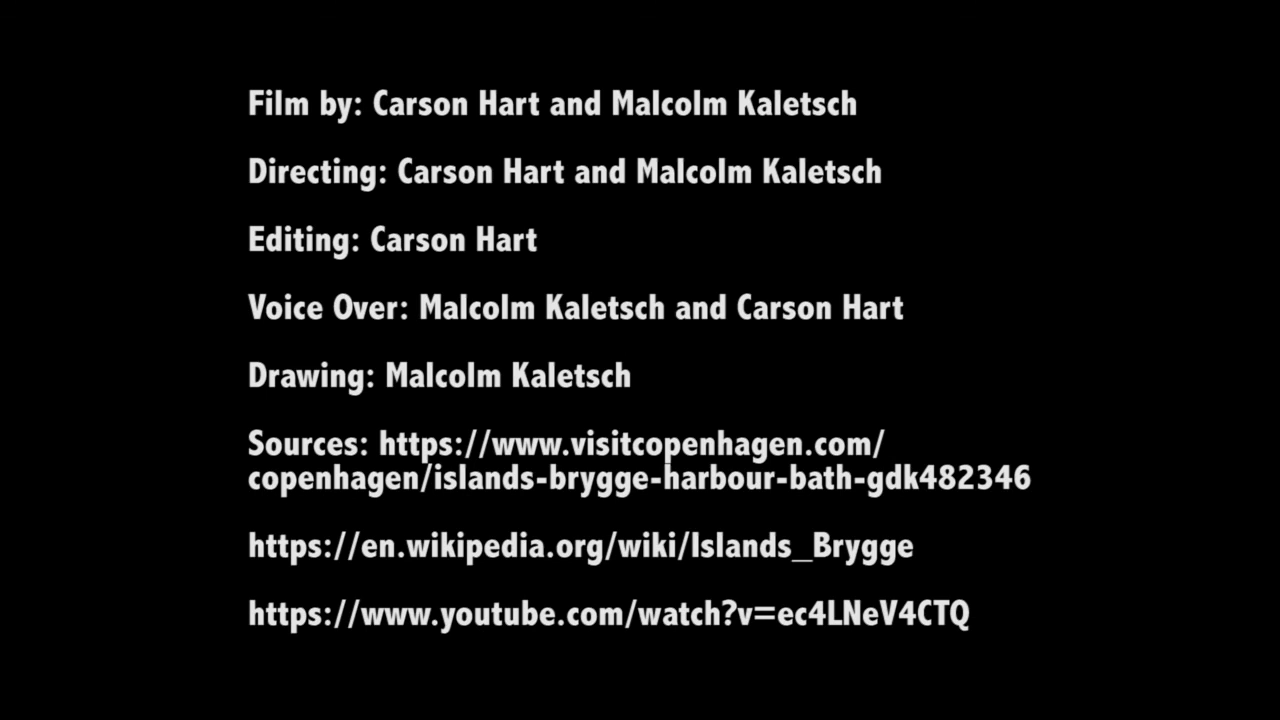 Film by: Carson Hart and Malcolm Kaletsch
Directing: Carson Hart and Malcolm Kaletsch
Editing: Carson Hart
Voice Over: Malcolm Kaletsch and Carson Hart
Drawing: Malcolm Kaletsch
Sources: https://www.visitcopenhagen.com/
copenhagen/islands-brygge-harbour-bath-gdk482346
https://en.wikipedia.org/wiki/Islands_Brygge
https://www.youtube.com/watch?v=ec4LNeV4CTQ